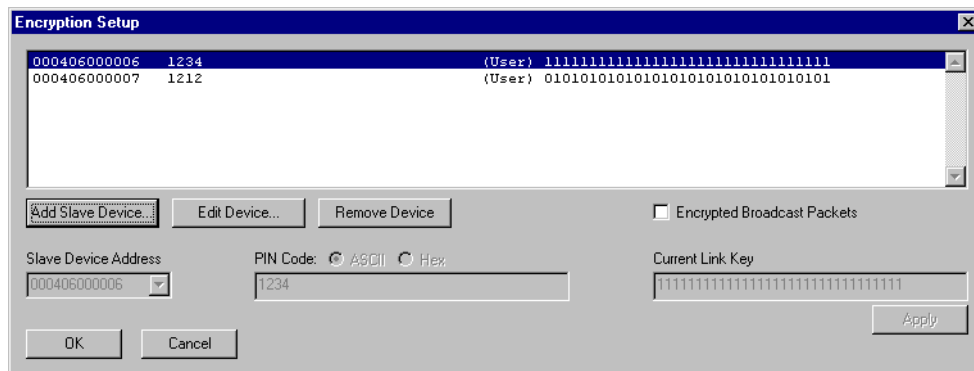 Encryption Setup
000406000006 1234 (User) 11111111111111111111111111111111
000406000007 1212 (User) 01010101010101010101010101010101
Add Slave Device... Edit Device... Remove Device Encrypted Broadcast Packets
Slave Device Address PIN Code: ASCII Hex Current Link Key
000406000006 1234 11111111111111111111111111111111
Apply
OK Cancel